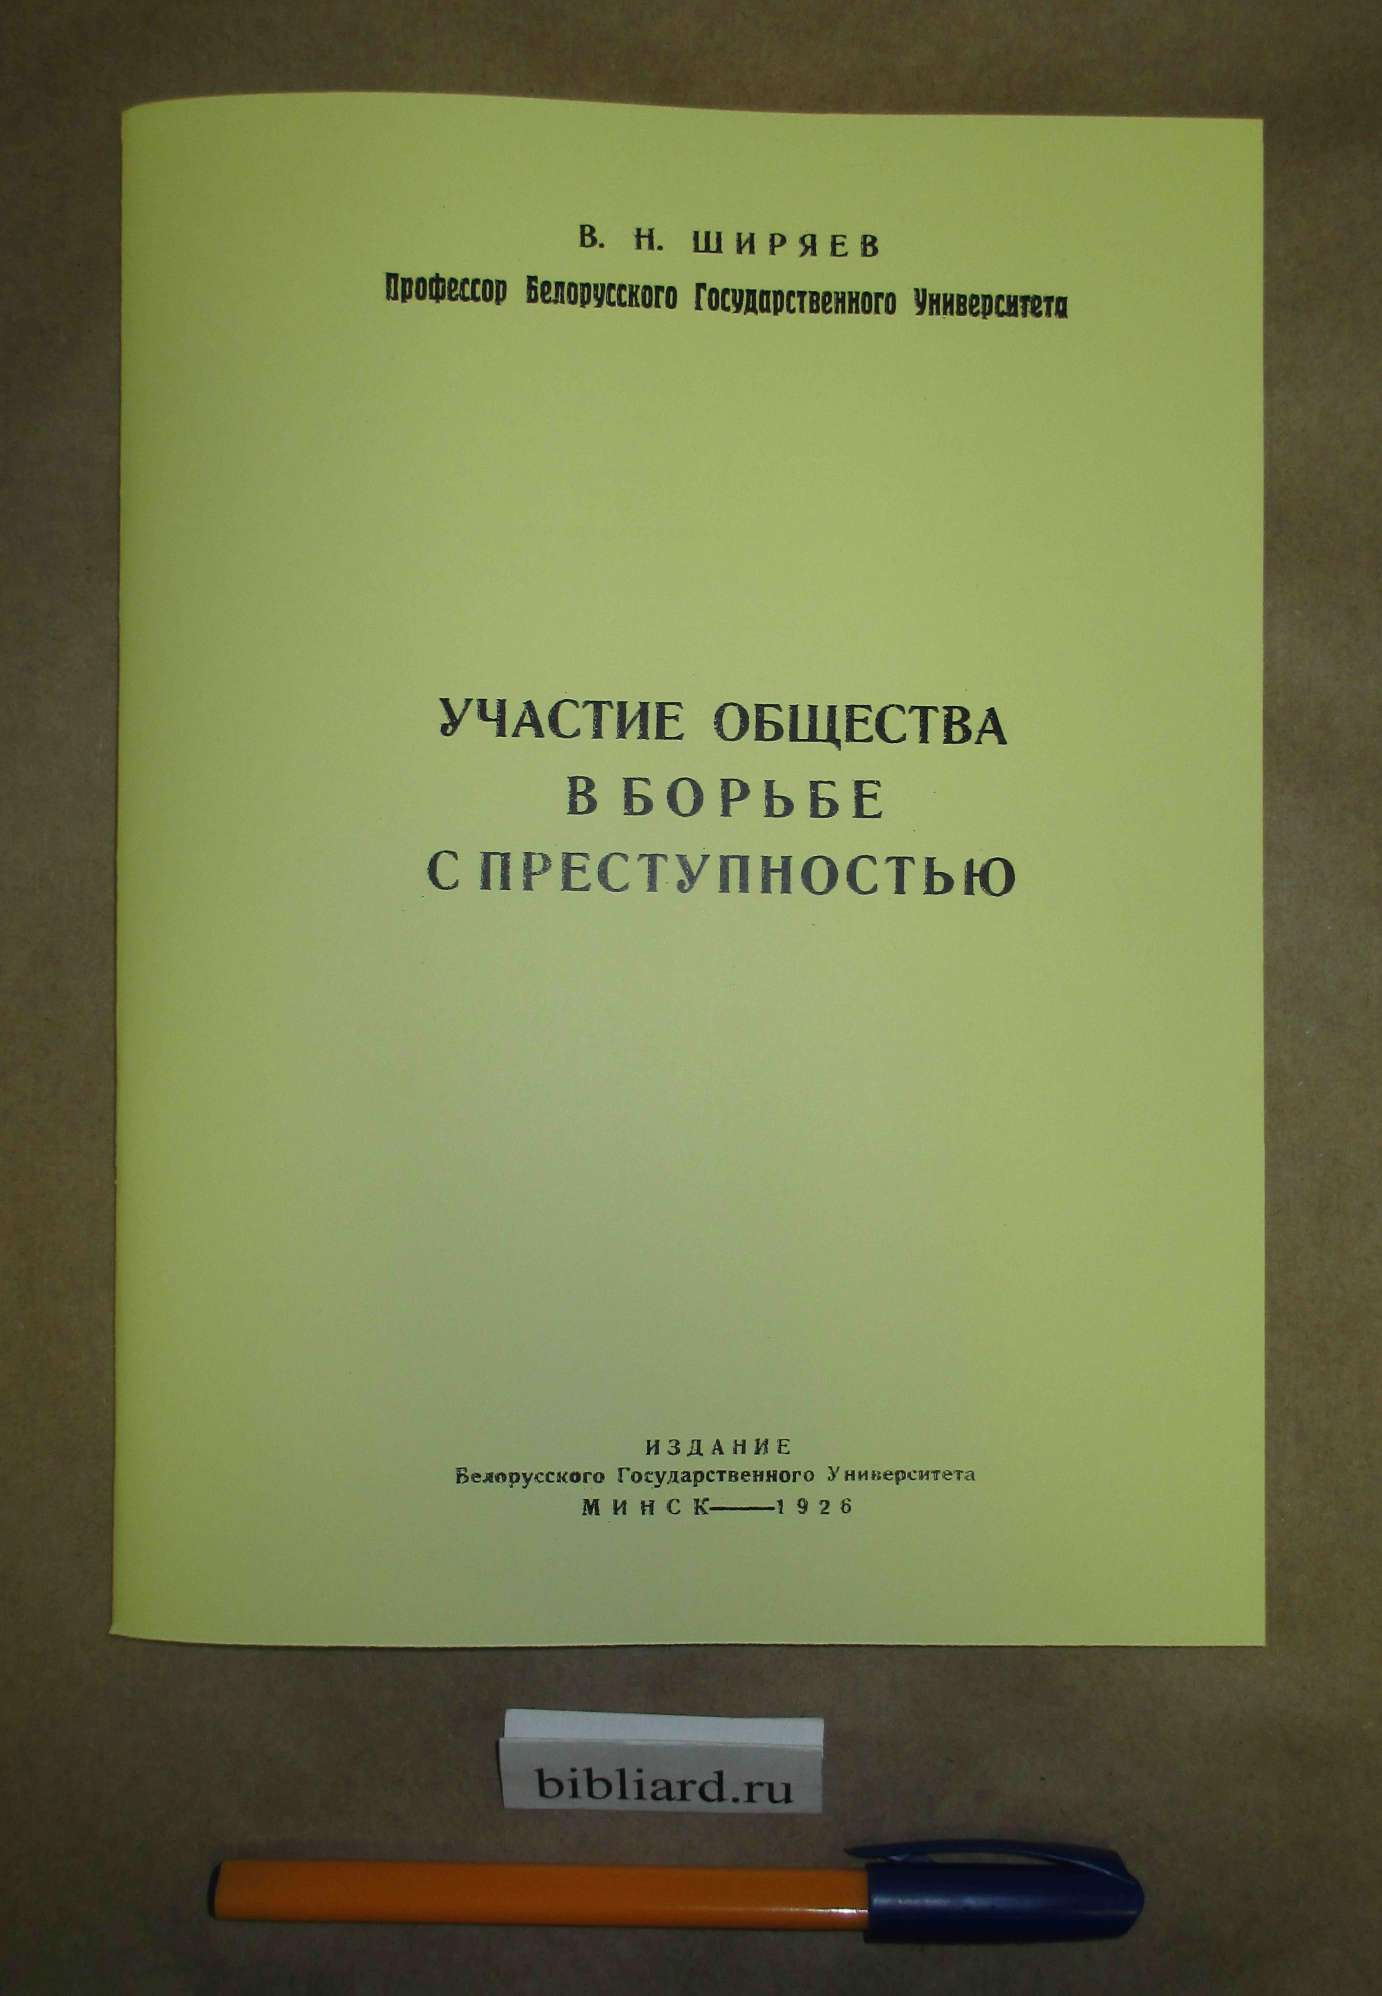 В. Н. ШИРЯЕВ
Профессор Белорусского Государственного Университета
УЧАСТИЕ ОБЩЕСТВА
В БОРЬБЕ
С ПРЕСТУПНОСТЬЮ
ИЗДАНИЕ
Белорусского Государственного Университета
МИНСК—1926
bibliard.ru